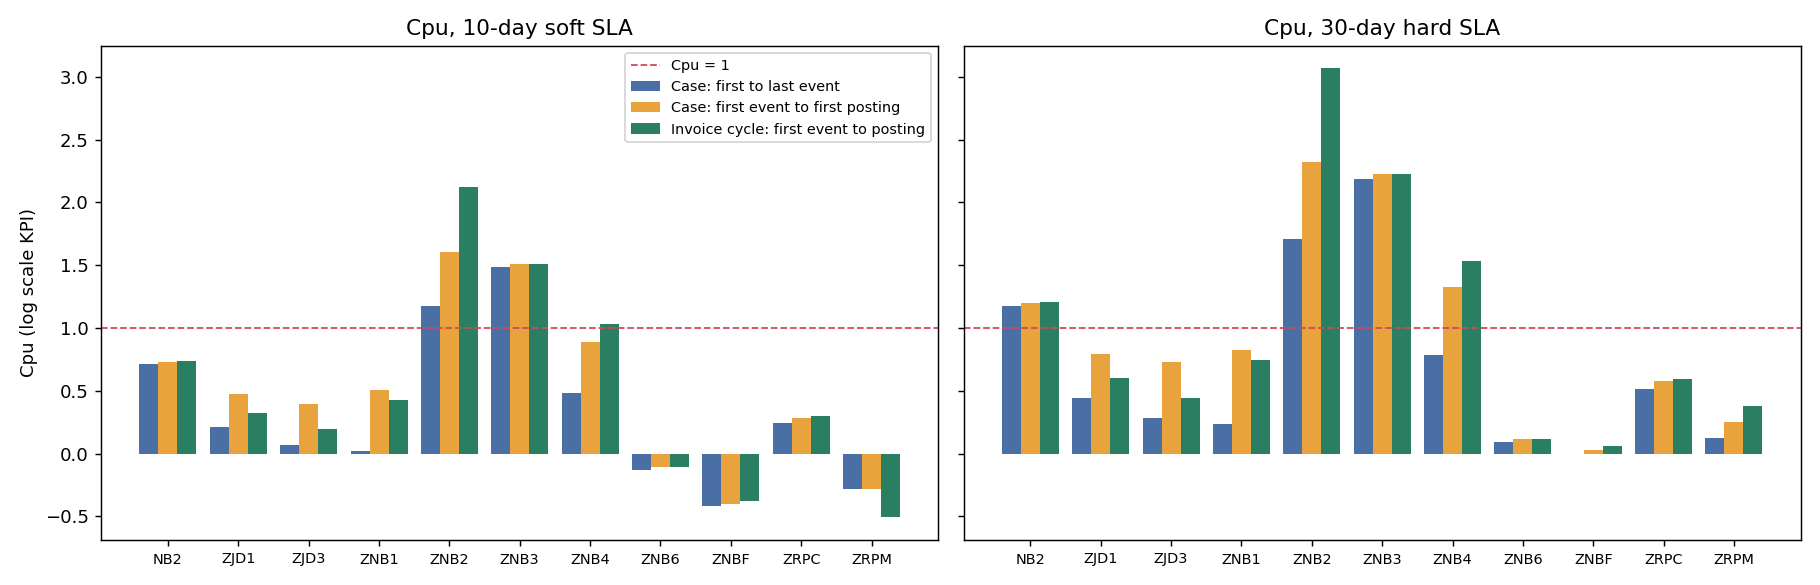 Cpu, 10-day soft SLA
Cpu = 1
Case: first to last event
Case: first event to first posting
Invoice cycle: first event to posting
Cpu (log scale KPI)
3.0
2.5
2.0
1.5
1.0
0.5
0.0
−0.5
NB2 ZJD1 ZJD3 ZNB1 ZNB2 ZNB3 ZNB4 ZNB6 ZNBF ZRPC ZRPM
Cpu, 30-day hard SLA
NB2 ZJD1 ZJD3 ZNB1 ZNB2 ZNB3 ZNB4 ZNB6 ZNBF ZRPC ZRPM